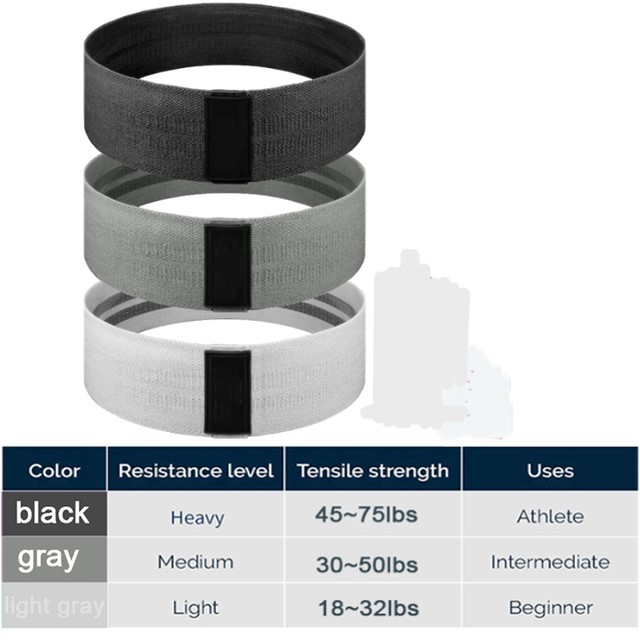 Color Resistance level Tensile strength Uses
black Heavy 45~75lbs Athlete
gray Medium 30~50lbs Intermediate
light gray Light 18~32lbs Beginner